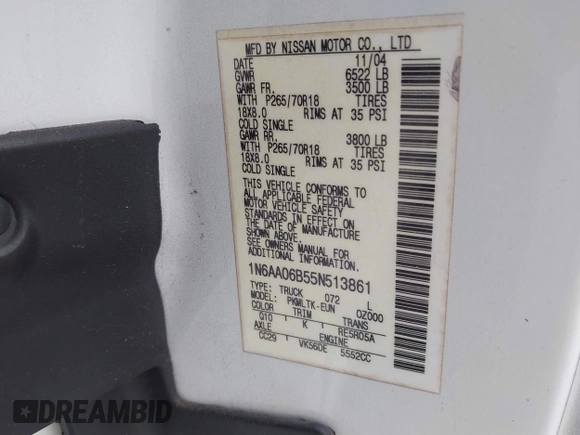 MFD BY NISSAN MOTOR CO., LTD
DATE 11/04
GVWR 6522 LB
GAWR FR. 3500 LB
WITH P265/70R18 TIRES
18X8.0 RIMS AT 35 PSI
COLD SINGLE
GAWR RR. 3800 LB
WITH P265/70R18 TIRES
18X8.0 RIMS AT 35 PSI
COLD SINGLE
THIS VEHICLE CONFORMS TO
ALL APPLICABLE FEDERAL
MOTOR VEHICLE SAFETY
STANDARDS IN EFFECT ON
THE DATE OF MANUFACTURE
SHOWN ABOVE.
SEE OWNERS MANUAL FOR
ADDITIONAL INFORMATION.
1N6AA06B55N513861
TYPE: TRUCK 072 L
MODEL: PKMLTK-EUN OZ000
COLOR TRIM
Q10 K RE5R05A
AXLE ENGINE
CC29 VK56DE 5552CC
DREAMBID